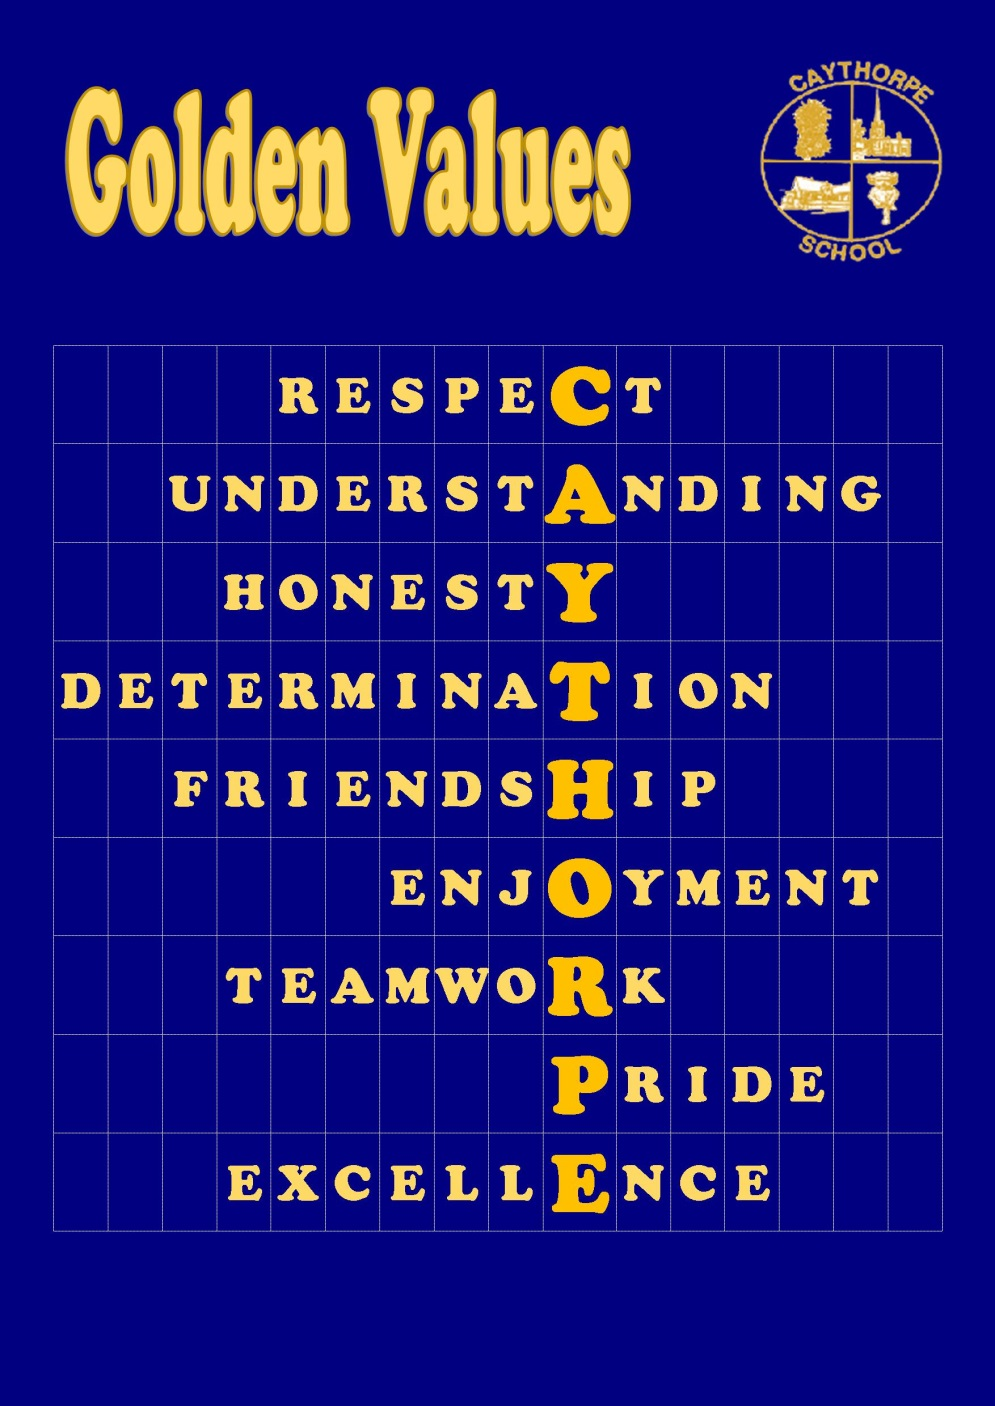 Golden Values
CAYTHORPE
SCHOOL
RESPECT
UNDERSTANDING
HONESTY
DETERMINATION
FRIENDSHIP
ENJOYMENT
TEAMWORK
PRIDE
EXCELLENCE